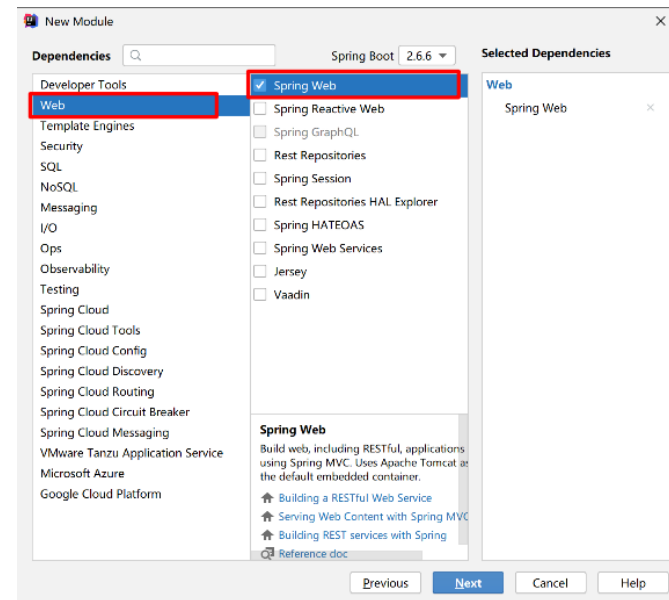 New Module
Dependencies
Spring Boot 2.6.6
Selected Dependencies
Developer Tools
Web
Template Engines
Security
SQL
NoSQL
Messaging
I/O
Ops
Observability
Testing
Spring Cloud
Spring Cloud Tools
Spring Cloud Config
Spring Cloud Discovery
Spring Cloud Routing
Spring Cloud Circuit Breaker
Spring Cloud Messaging
VMware Tanzu Application Service
Microsoft Azure
Google Cloud Platform
Spring Web
Spring Reactive Web
Spring GraphQL
Rest Repositories
Spring Session
Rest Repositories HAL Explorer
Spring HATEOAS
Spring Web Services
Jersey
Vaadin
Spring Web
Build web, including RESTful, applications
using Spring MVC. Uses Apache Tomcat as
the default embedded container.
Building a RESTful Web Service
Serving Web Content with Spring MVC
Building REST services with Spring
Reference doc
Web
Spring Web
Previous
Next
Cancel
Help